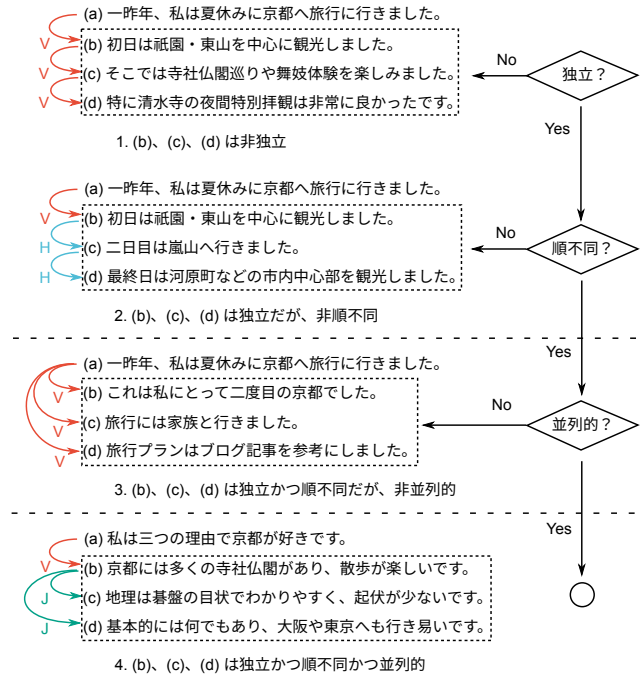 (a) 一昨年、私は夏休みに京都へ旅行に行きました。
V
(b) 初日は祇園・東山を中心に観光しました。
V
(c) そこでは寺社仏閣巡りや舞妓体験を楽しみました。
V
(d) 特に清水寺の夜間特別拝観は非常に良かったです。
1. (b)、(c)、(d) は非独立
No
独立？
Yes
(a) 一昨年、私は夏休みに京都へ旅行に行きました。
V
(b) 初日は祇園・東山を中心に観光しました。
H
(c) 二日目は嵐山へ行きました。
H
(d) 最終日は河原町などの市内中心部を観光しました。
2. (b)、(c)、(d) は独立だが、非順不同
No
順不同？
Yes
(a) 一昨年、私は夏休みに京都へ旅行に行きました。
V
(b) これは私にとって二度目の京都でした。
V
(c) 旅行には家族と行きました。
V
(d) 旅行プランはブログ記事を参考にしました。
3. (b)、(c)、(d) は独立かつ順不同だが、非並列的
No
並列的？
Yes
(a) 私は三つの理由で京都が好きです。
V
(b) 京都には多くの寺社仏閣があり、散歩が楽しいです。
J
(c) 地理は碁盤の目状でわかりやすく、起伏が少ないです。
J
(d) 基本的には何でもあり、大阪や東京へも行き易いです。
4. (b)、(c)、(d) は独立かつ順不同かつ並列的